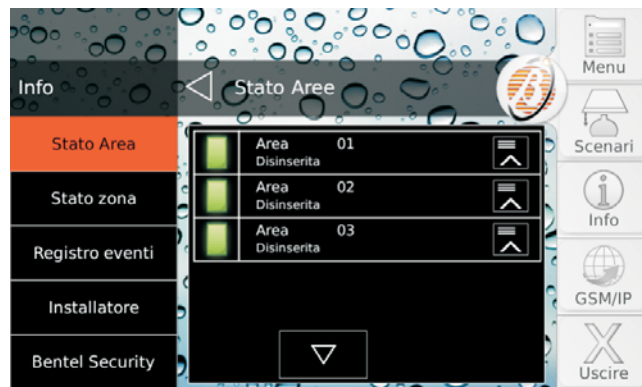 Info
Stato Aree
Stato Area
Stato zona
Registro eventi
Installatore
Bentel Security
Area 01
Disinserita
Area 02
Disinserita
Area 03
Disinserita
Menu
Scenari
Info
GSM/IP
Uscire